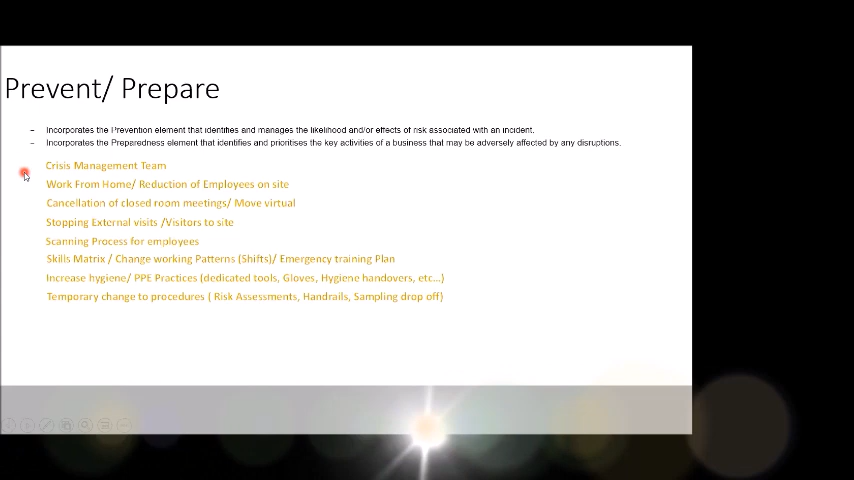 Prevent/ Prepare
– Incorporates the Prevention element that identifies and manages the likelihood and/or effects of risk associated with an incident.
– Incorporates the Preparedness element that identifies and prioritises the key activities of a business that may be adversely affected by any disruptions.
Crisis Management Team
Work From Home/ Reduction of Employees on site
Cancellation of closed room meetings/ Move virtual
Stopping External visits /Visitors to site
Scanning Process for employees
Skills Matrix / Change working Patterns (Shifts)/ Emergency training Plan
Increase hygiene/ PPE Practices (dedicated tools, Gloves, Hygiene handovers, etc...)
Temporary change to procedures ( Risk Assessments, Handrails, Sampling drop off)